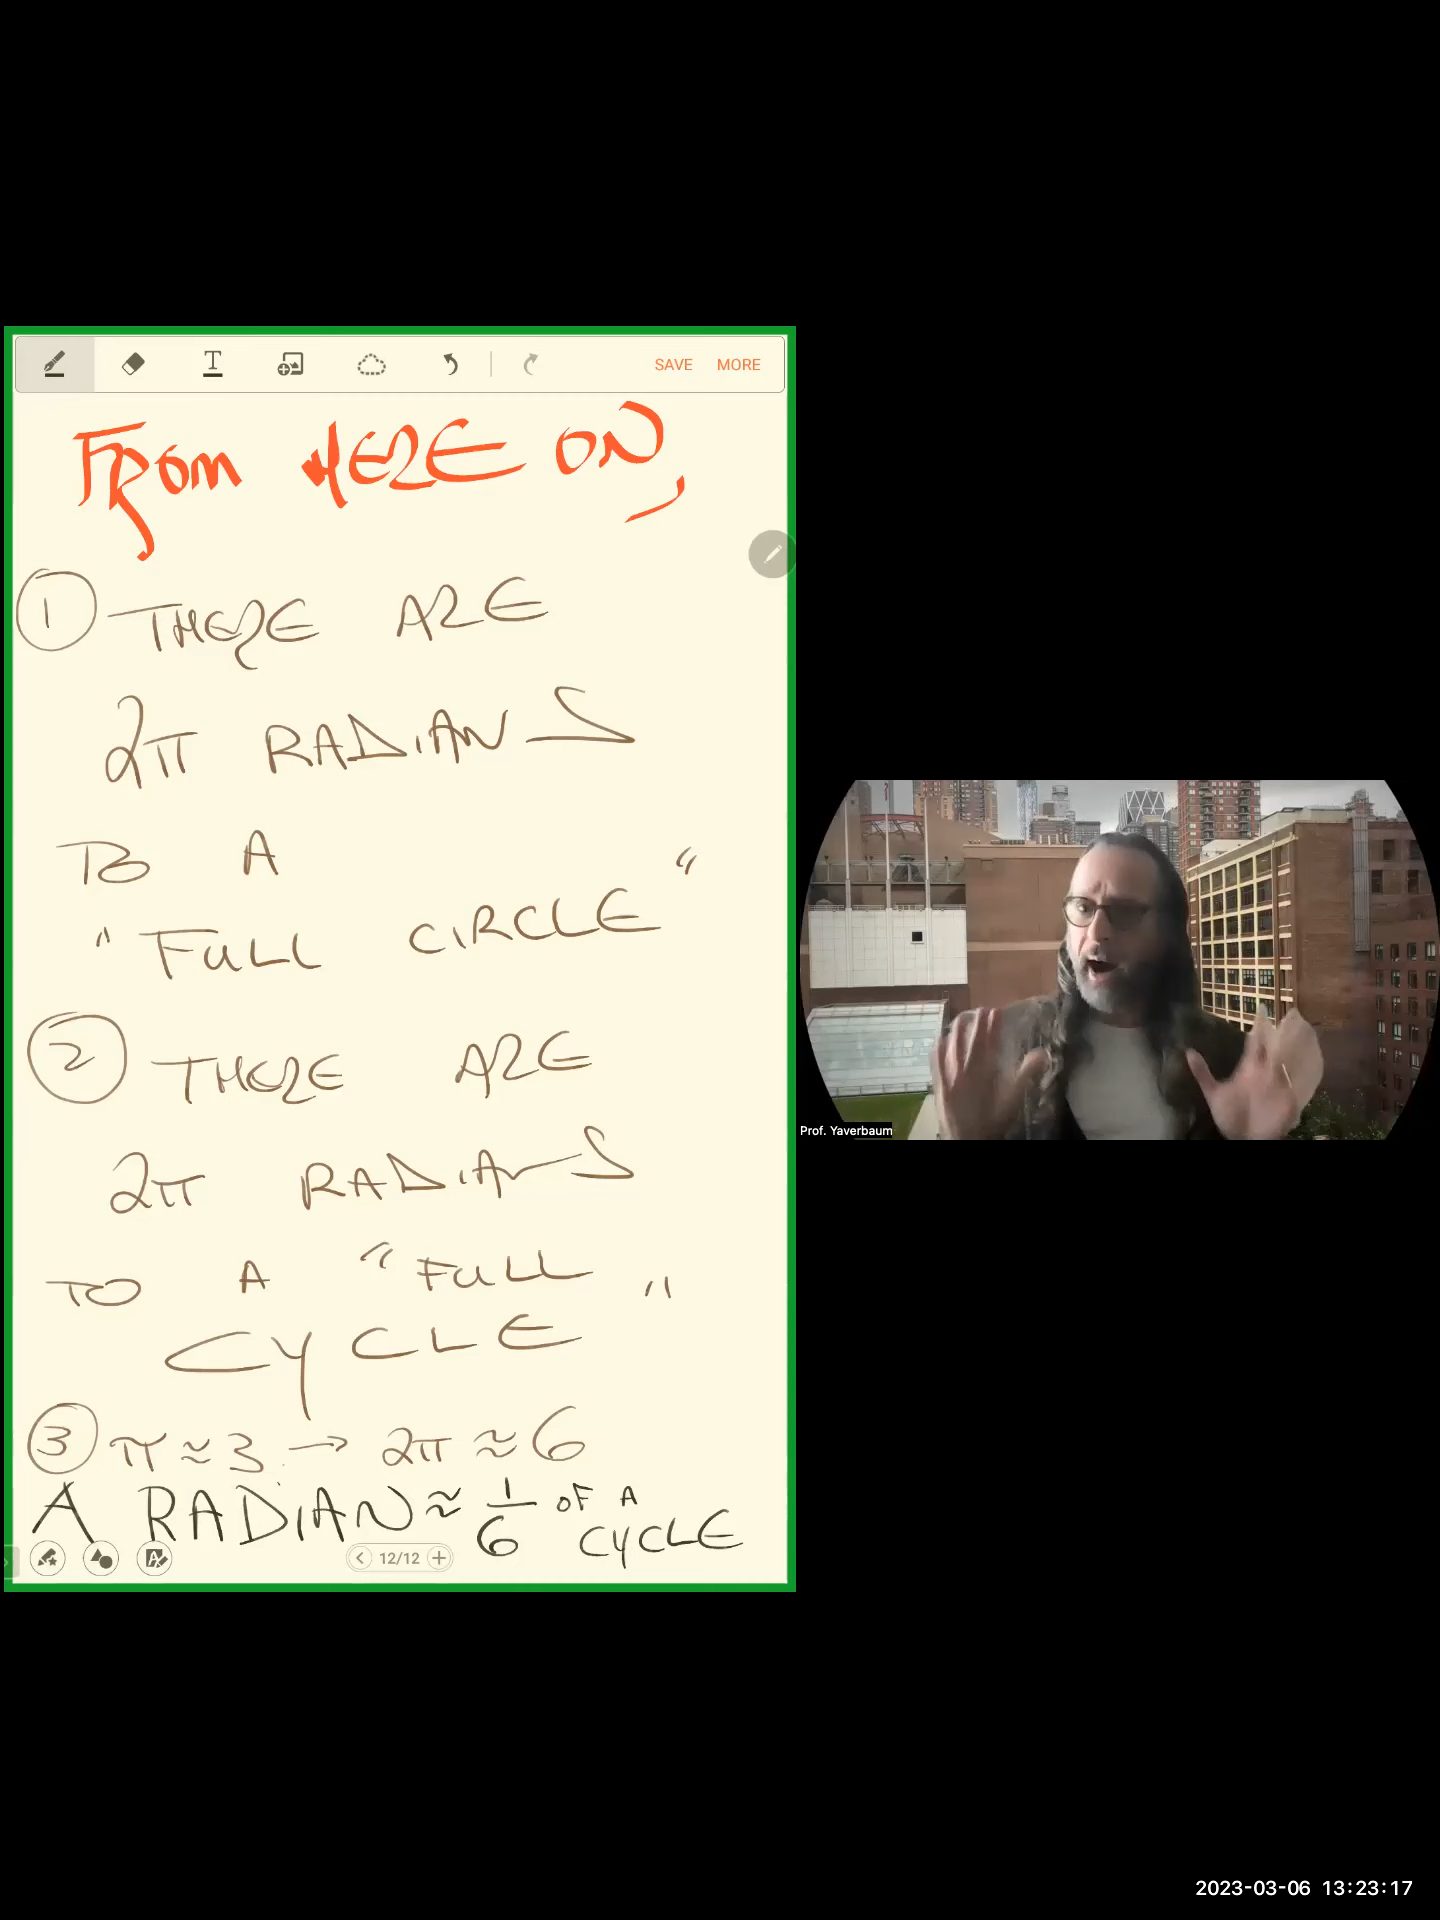 SAVE MORE
FROM HERE ON,
1 THERE ARE
2π RADIANS
TO A
"FULL CIRCLE"
2 THERE ARE
2π RADIANS
TO A "FULL
CYCLE"
3 π ≈ 3 → 2π ≈ 6
A RADIAN ≈ 1/6 OF A
CYCLE
12/12
Prof. Yaverbaum
2023-03-06 13:23:17